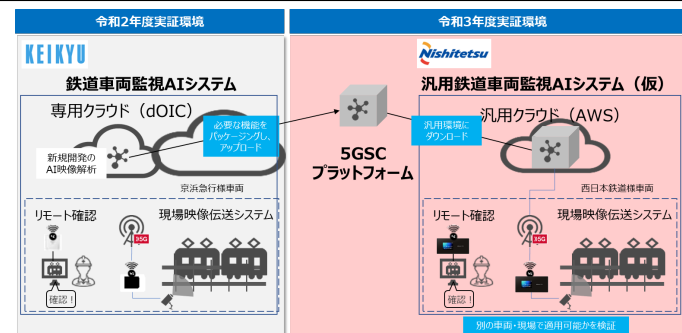 令和2年度実証環境
KEIKYU
鉄道車両監視AIシステム
専用クラウド（dOIC）
必要な機能を
パッケージングし、
アップロード
新規開発の
AI映像解析
京浜急行様車両
リモート確認
現場映像伝送システム
5G
確認！
5GSC
プラットフォーム
令和3年度実証環境
Nishitetsu
汎用鉄道車両監視AIシステム（仮）
汎用クラウド（AWS）
汎用環境に
ダウンロード
西日本鉄道様車両
リモート確認
現場映像伝送システム
5G
確認！
別の車両・現場で適用可能かを検証